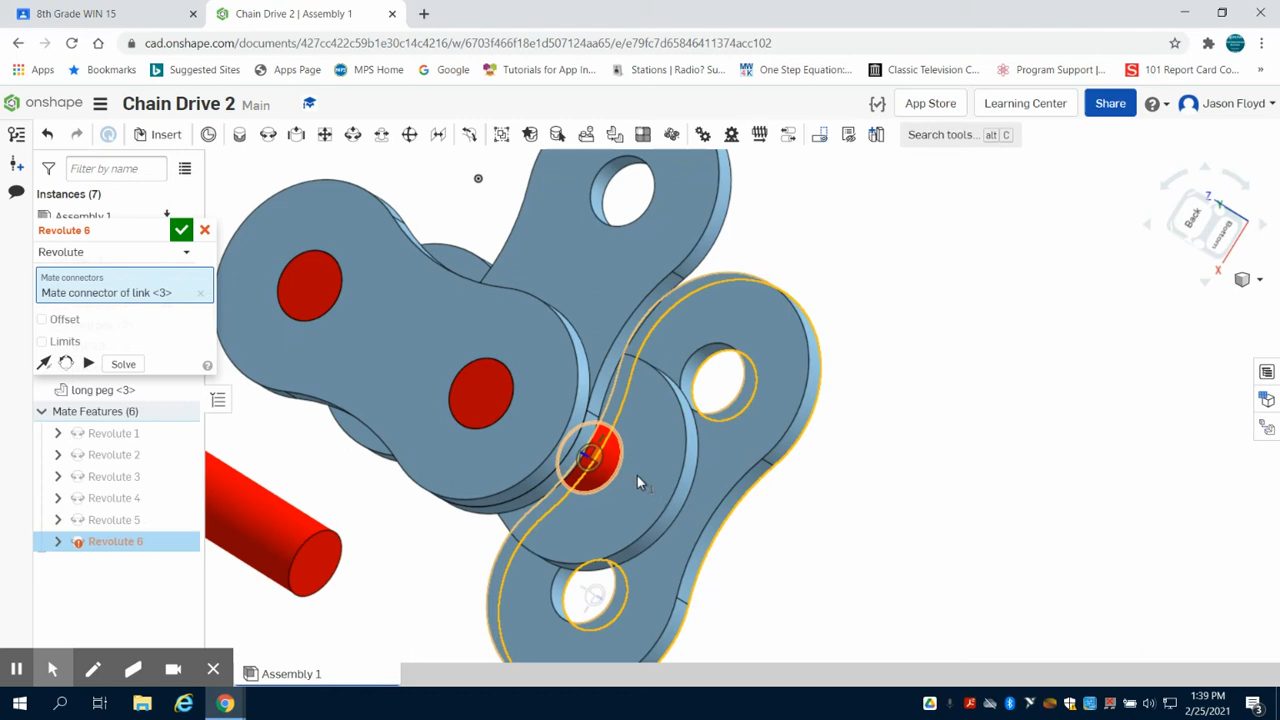 8th Grade WIN 15
Chain Drive 2 | Assembly 1
cad.onshape.com/documents/427cc422c59b1e30c14c4216/w/6703f466f18e1d507124aa65/e/e79fc7d65846411374acc102
Apps
Bookmarks
Suggested Sites
Apps Page
MPS Home
Google
Tutorials for App In...
Stations | Radio? Su...
One Step Equation:...
Classic Television C...
Program Support |...
101 Report Card Co...
onshape
Chain Drive 2
Main
App Store
Learning Center
Share
Jason Floyd
Insert
Search tools...
alt
C
Filter by name
Instances (7)
Assembly 1
Revolute 6
Revolute
Mate connectors
Mate connector of link <3>
Offset
Limits
Solve
long peg <3>
Mate Features (6)
Revolute 1
Revolute 2
Revolute 3
Revolute 4
Revolute 5
Revolute 6
Z
Y
Back
Bottom
X
Assembly 1
1:39 PM
2/25/2021
3